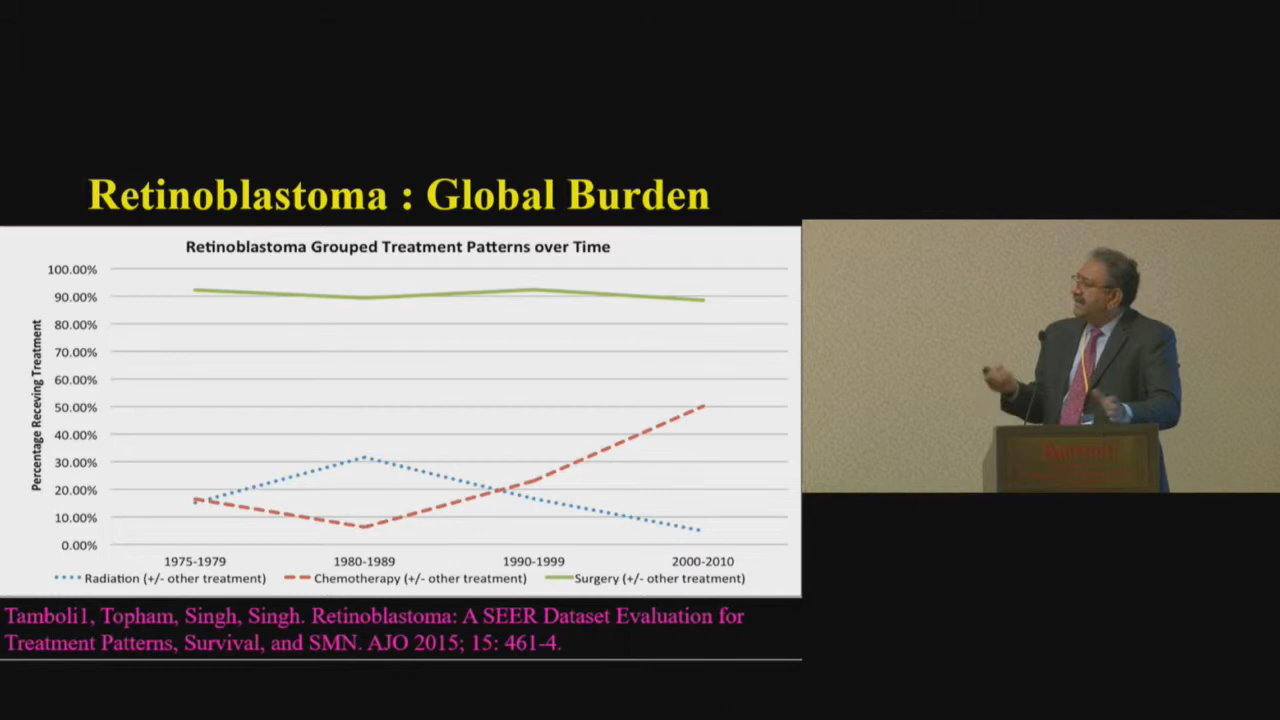 Retinoblastoma : Global Burden
Retinoblastoma Grouped Treatment Patterns over Time
Percentage Receving Treatment
100.00%
90.00%
80.00%
70.00%
60.00%
50.00%
40.00%
30.00%
20.00%
10.00%
0.00%
1975-1979 1980-1989 1990-1999 2000-2010
Radiation (+/- other treatment) Chemotherapy (+/- other treatment) Surgery (+/- other treatment)
Tamboli1, Topham, Singh, Singh. Retinoblastoma: A SEER Dataset Evaluation for
Treatment Patterns, Survival, and SMN. AJO 2015; 15: 461-4.
Marriott